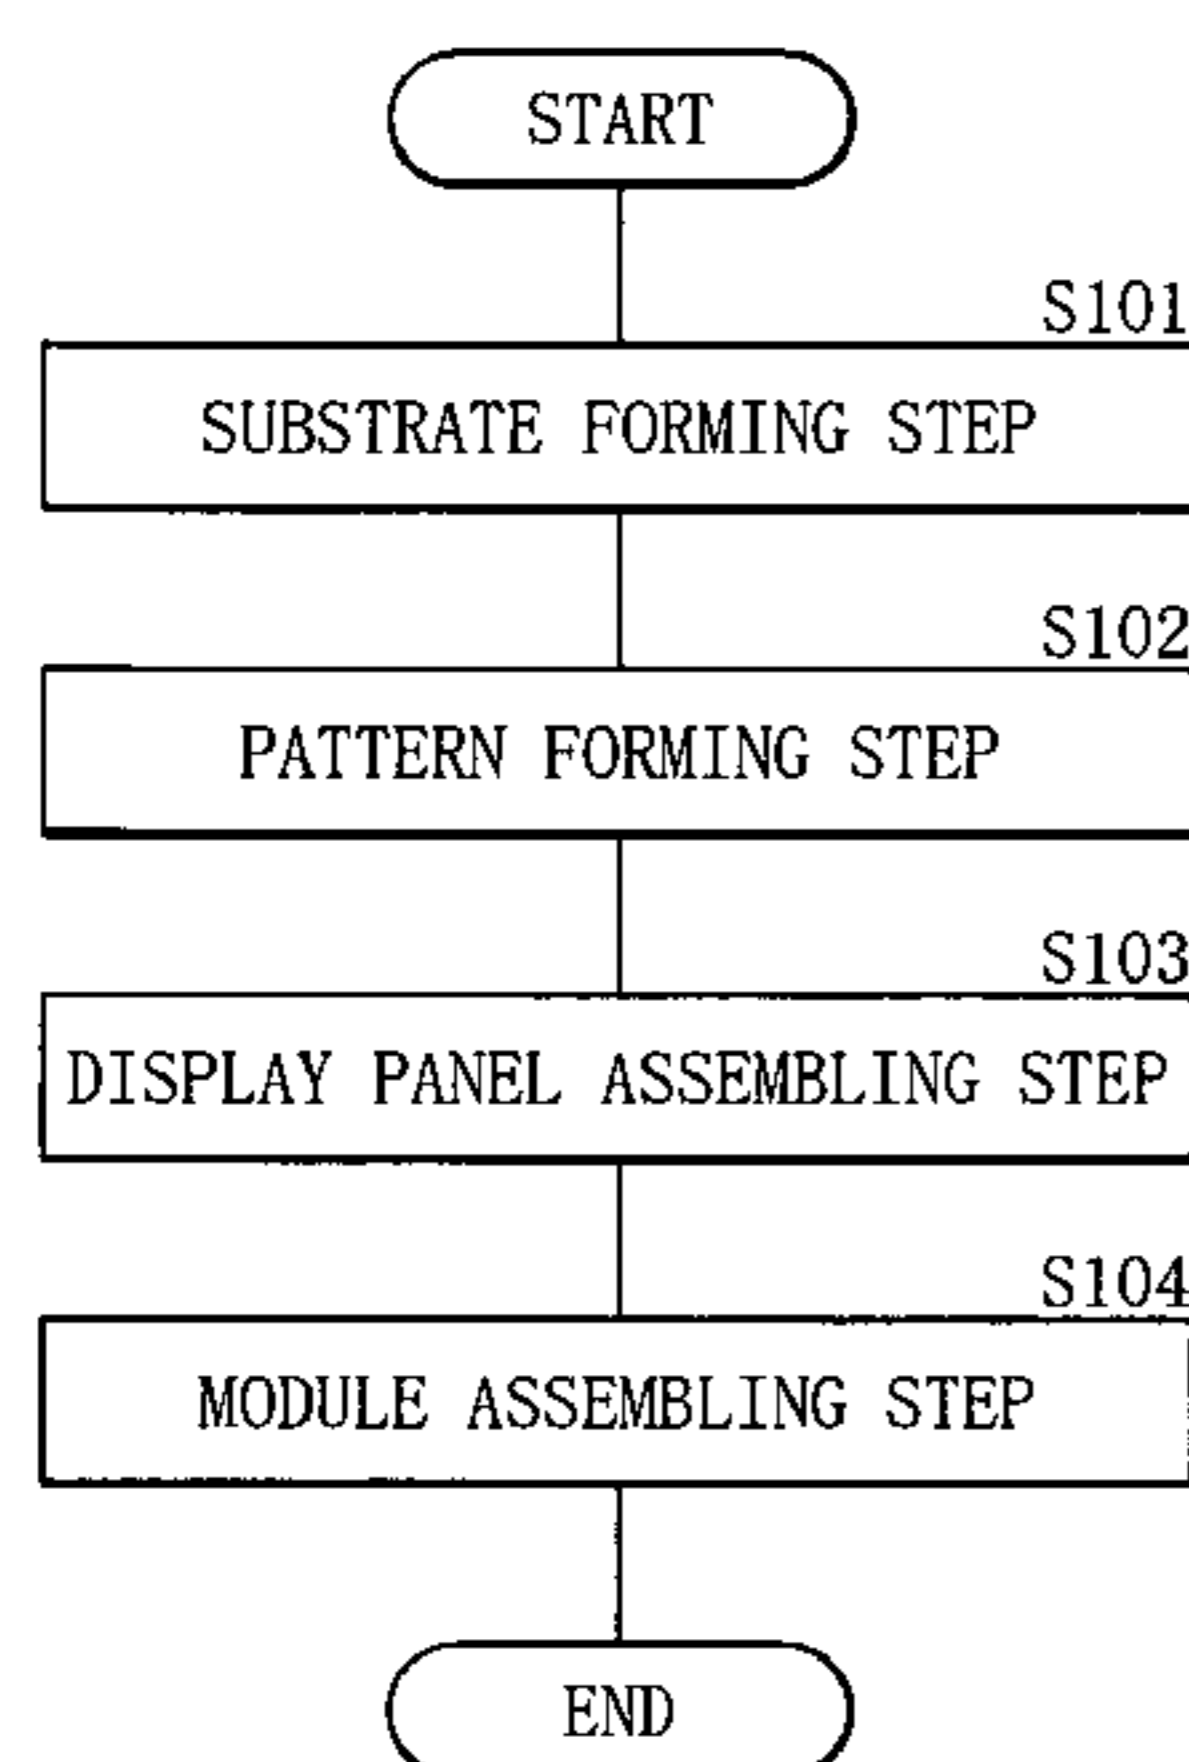 START
S101
SUBSTRATE FORMING STEP
S102
PATTERN FORMING STEP
S103
DISPLAY PANEL ASSEMBLING STEP
S104
MODULE ASSEMBLING STEP
END